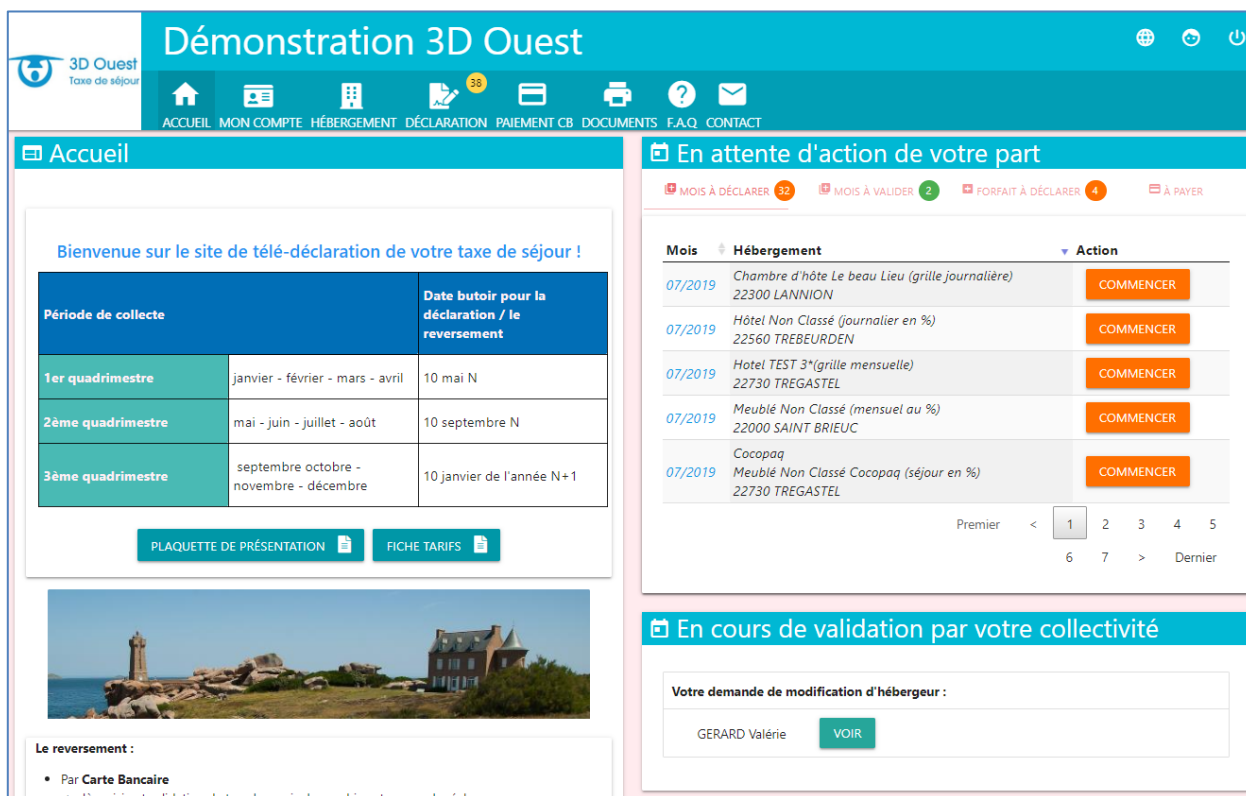 3D Ouest
Taxe de séjour
Démonstration 3D Ouest
38
ACCUEIL MON COMPTE HÉBERGEMENT DÉCLARATION PAIEMENT CB DOCUMENTS F.A.Q CONTACT
Accueil
Bienvenue sur le site de télé-déclaration de votre taxe de séjour !
Période de collecte
Date butoir pour la
déclaration / le
reversement
1er quadrimestre janvier - février - mars - avril 10 mai N
2ème quadrimestre mai - juin - juillet - août 10 septembre N
3ème quadrimestre septembre octobre -
novembre - décembre 10 janvier de l'année N+1
PLAQUETTE DE PRÉSENTATION FICHE TARIFS
Le reversement :
• Par Carte Bancaire
En attente d'action de votre part
MOIS À DÉCLARER 32 MOIS À VALIDER 2 FORFAIT À DÉCLARER 4 À PAYER
Mois Hébergement Action
07/2019 Chambre d'hôte Le beau Lieu (grille journalière)
22300 LANNION COMMENCER
07/2019 Hôtel Non Classé (journalier en %)
22560 TREBEURDEN COMMENCER
07/2019 Hotel TEST 3*(grille mensuelle)
22730 TREGASTEL COMMENCER
07/2019 Meublé Non Classé (mensuel au %)
22000 SAINT BRIEUC COMMENCER
Cocopaq
07/2019 Meublé Non Classé Cocopaq (séjour en %) COMMENCER
22730 TREGASTEL
Premier < 1 2 3 4 5
6 7 > Dernier
En cours de validation par votre collectivité
Votre demande de modification d'hébergeur :
GERARD Valérie VOIR